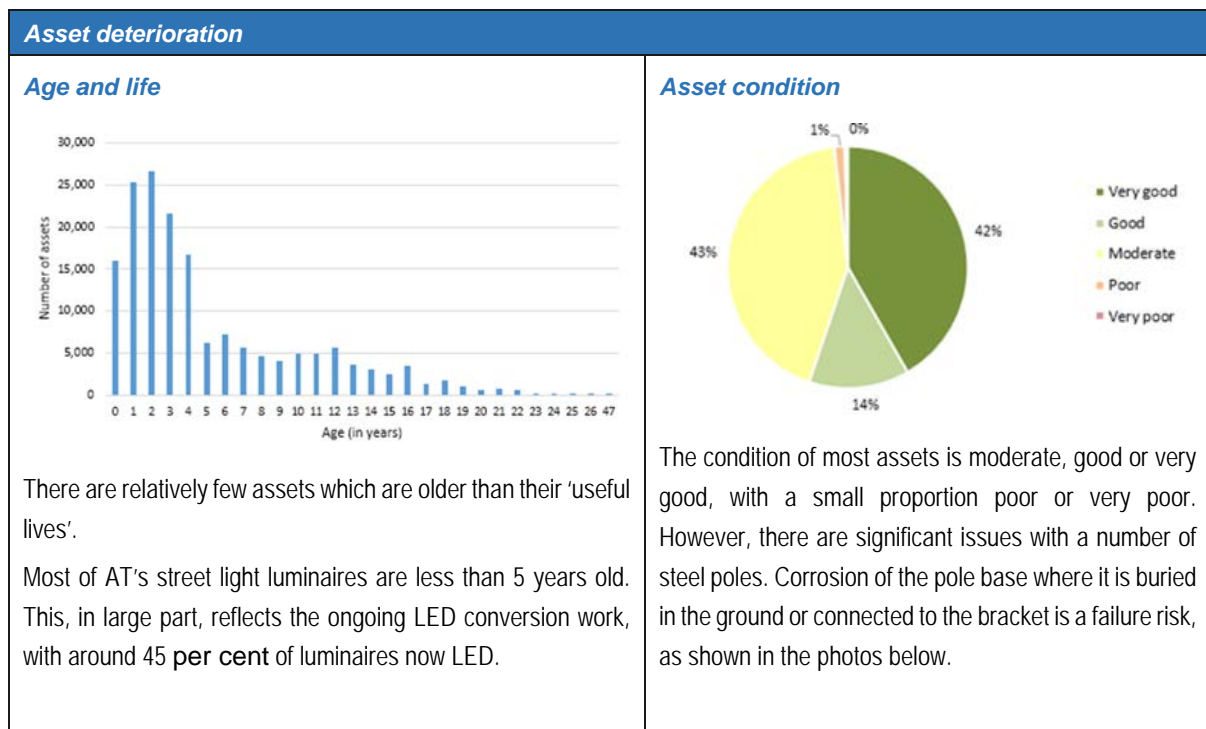 Asset deterioration
Age and life
30,000
25,000
20,000
15,000
10,000
5,000
0
Number of assets
0 1 2 3 4 5 6 7 8 9 10 11 12 13 14 15 16 17 18 19 20 21 22 23 24 25 26 47
Age (in years)
There are relatively few assets which are older than their ‘useful
lives’.
Most of AT’s street light luminaires are less than 5 years old.
This, in large part, reflects the ongoing LED conversion work,
with around 45 per cent of luminaires now LED.
Asset condition
1% 0%
42%
43%
14%
Very good
Good
Moderate
Poor
Very poor
The condition of most assets is moderate, good or very
good, with a small proportion poor or very poor.
However, there are significant issues with a number of
steel poles. Corrosion of the pole base where it is buried
in the ground or connected to the bracket is a failure risk,
as shown in the photos below.